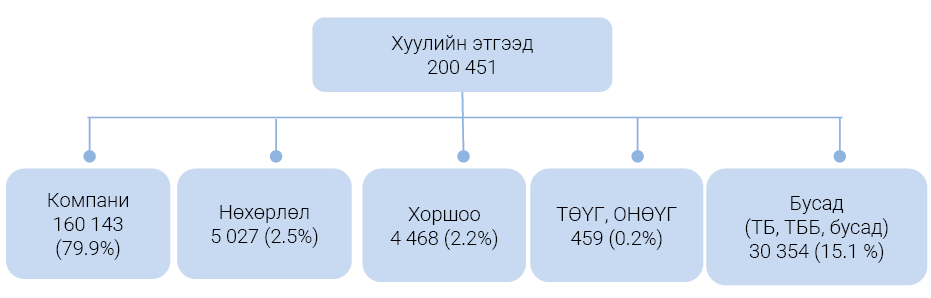 Хуулийн этгээд
200 451
Компани
160 143
(79.9%)
Нөхөрлөл
5 027 (2.5%)
Хоршоо
4 468 (2.2%)
ТӨҮГ, ОНӨҮГ
459 (0.2%)
Бусад
(ТБ, ТББ, бусад)
30 354 (15.1 %)